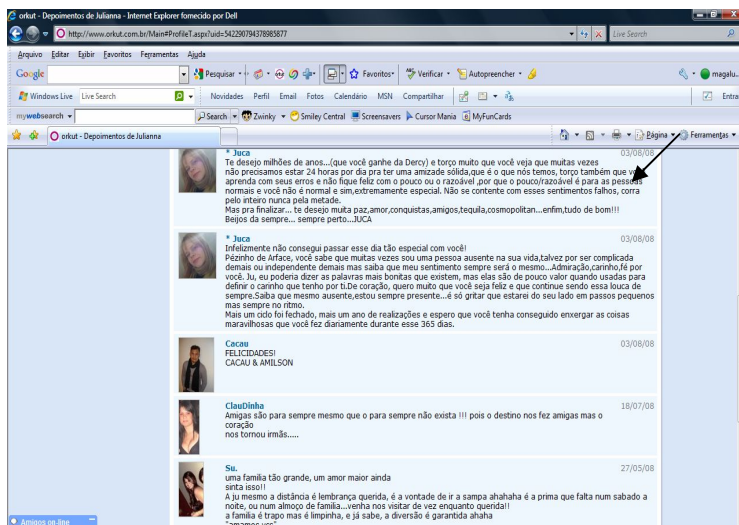 orkut - Depoimentos de Julianna - Internet Explorer fornecido por Dell
http://www.orkut.com.br/Main#ProfileT.aspx?uid=542290794378985877 Live Search
Arquivo Editar Exibir Favoritos Ferramentas Ajuda
Google Pesquisar Favoritos Verificar Autopreencher magalu..
Windows Live Live Search Novidades Perfil Email Fotos Calendário MSN Compartilhar Entra
mywebsearch Search Zwinky Smiley Central Screensavers Cursor Mania MyFunCards
orkut - Depoimentos de Julianna Página Ferramentas
* Juca 03/08/08
Te desejo milhões de anos...(que você ganhe da Dercy) e torço muito que você veja que muitas vezes
não precisamos estar 24 horas por dia pra ter uma amizade sólida,que é o que nós temos, torço também que você
aprenda com seus erros e não fique feliz com o pouco ou o razoável ,por que o pouco/razoável é para as pessoas
normais e você não é normal e sim,extremamente especial. Não se contente com esses sentimentos falhos, corra
pelo inteiro nunca pela metade.
Mas pra finalizar... te desejo muita paz,amor,conquistas,amigos,tequila,cosmopolitan...enfim,tudo de bom!!!
Beijos da sempre... sempre perto...JUCA
* Juca 03/08/08
Infelizmente não consegui passar esse dia tão especial com você!
Pézinho de Arface, você sabe que muitas vezes sou uma pessoa ausente na sua vida,talvez por ser complicada
demais ou independente demais mas saiba que meu sentimento sempre será o mesmo...Admiração,carinho,fé por
você. Ju, eu poderia dizer as palavras mais bonitas que existem, mas elas são de pouco valor quando usadas para
definir o carinho que tenho por ti.De coração, quero muito que você seja feliz e que continue sendo essa louca de
sempre.Saiba que mesmo ausente,estou sempre presente...é só gritar que estarei do seu lado em passos pequenos
mas sempre no ritmo.
Mais um ciclo foi fechado, mais um ano de realizações e espero que você tenha conseguido enxergar as coisas
maravilhosas que você fez diariamente durante esse 365 dias.
Cacau 03/08/08
FELICIDADES!
CACAU & AMILSON
ClauDinha 18/07/08
Amigas são para sempre mesmo que o para sempre não exista !!! pois o destino nos fez amigas mas o
coração
nos tornou irmãs.....
Su. 27/05/08
uma familia tão grande, um amor maior ainda
sinta isso!!
A ju mesmo a distância é lembrança querida, é a vontade de ir a sampa ahahaha é a prima que falta num sabado a
noite, ou num almoço de familia...venha nos visitar de vez enquanto querida!!
a familia é trapo mas é limpinha, e já sabe, a diversão é garantida ahaha
Amigos on-line